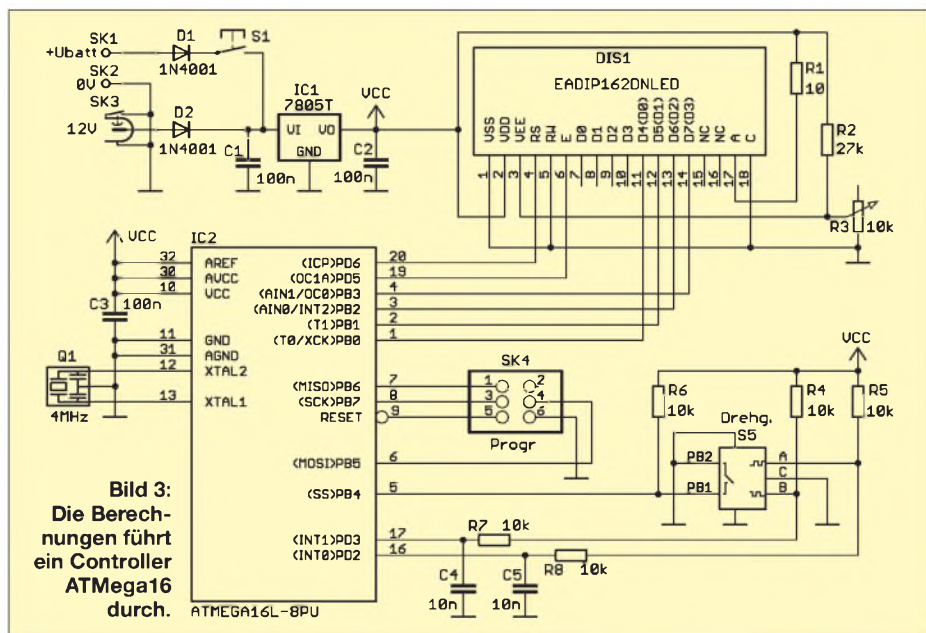 SK1
+Ubatt
D1
1N4001
S1
SK2
0V
SK3
12V
D2
1N4001
IC1
7805T
VI VO
GND
VCC
C1
100n
C2
100n
DIS1
EADIP162DNLED
VSS
VDD
VEE
RS
RW
E
D0
D1
D2
D3
D4(D0)
D5(D1)
D6(D2)
D7(D3)
NC
NC
A
C
1
2
3
4
5
6
7
8
9
10
11
12
13
14
15
16
17
18
R1
10
R2
27k
R3
10k
VCC
C3
100n
Q1
4MHz
IC2
32 AREF
30 AVCC
10 VCC
11 GND
31 AGND
12 XTAL2
13 XTAL1
(ICP)PD6 20
(OC1A)PD5 19
(AIN1/OC0)PB3 4
(AIN0/INT2)PB2 3
(T1)PB1 2
(T0/XCK)PB0 1
(MISO)PB6 7
(SCK)PB7 8
RESET 9
(MOSI)PB5 6
(SS)PB4 5
(INT1)PD3 17
(INT0)PD2 16
ATMEGA16L-8PU
SK4
1 2
3 4
5 6
Progr
VCC
R6
10k
R4
10k
R5
10k
Drehg.
S5
PB2
PB1
A
C
B
R7 10k
R8 10k
C4
10n
C5
10n
Bild 3:
Die Berech-
nungen führt
ein Controller
ATMega16
durch.